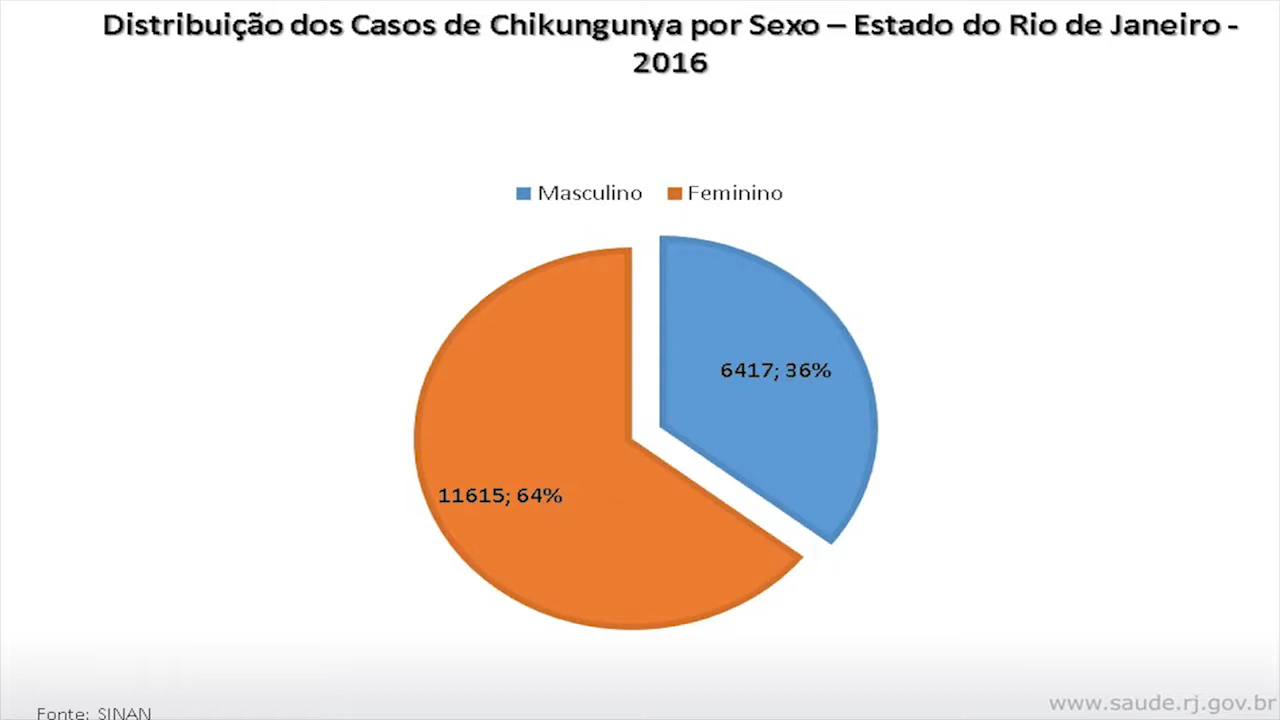 Distribuição dos Casos de Chikungunya por Sexo – Estado do Rio de Janeiro -
2016
Masculino Feminino
6417; 36%
11615; 64%
www.saude.rj.gov.br
Fonte: SINAN